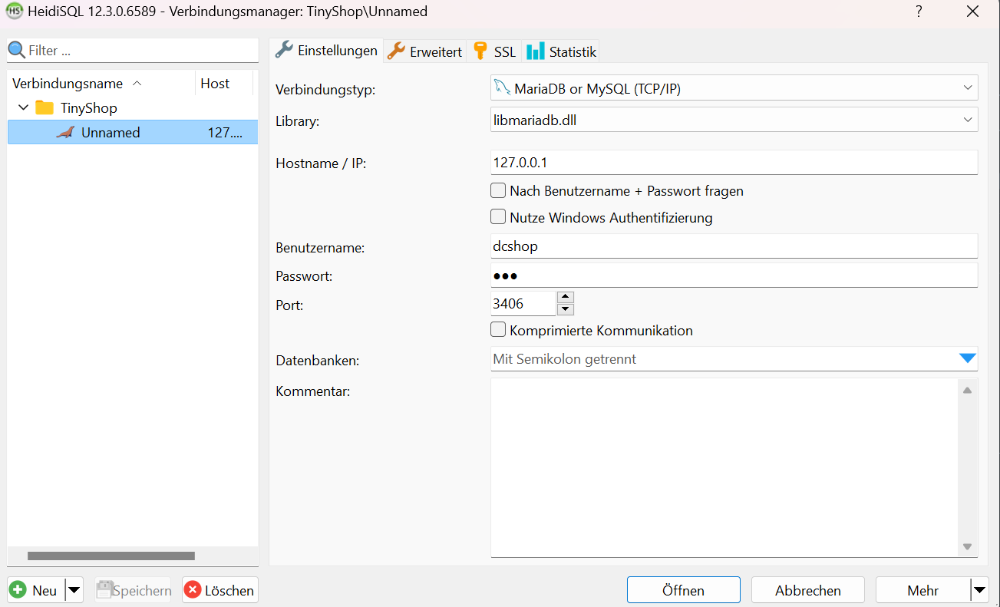 HeidiSQL 12.3.0.6589 - Verbindungsmanager: TinyShop\Unnamed
Filter ...
Verbindungsname Host
TinyShop
Unnamed 127....
Einstellungen Erweitert SSL Statistik
Verbindungstyp: MariaDB or MySQL (TCP/IP)
Library: libmariadb.dll
Hostname / IP: 127.0.0.1
Nach Benutzername + Passwort fragen
Nutze Windows Authentifizierung
Benutzername: dcshop
Passwort: ●●●
Port: 3406
Komprimierte Kommunikation
Datenbanken: Mit Semikolon getrennt
Kommentar:
Neu Speichern Löschen Öffnen Abbrechen Mehr